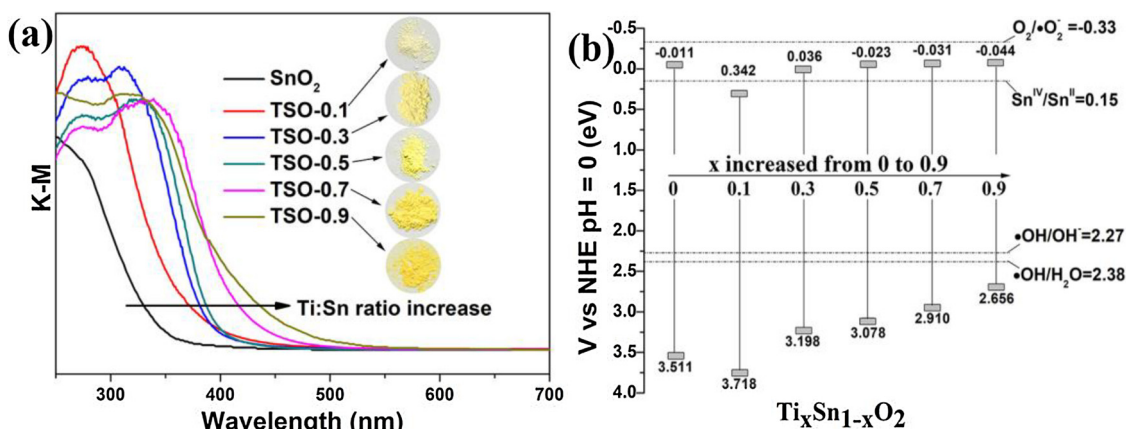 (a)
K-M
SnO₂
TSO-0.1
TSO-0.3
TSO-0.5
TSO-0.7
TSO-0.9
Ti:Sn ratio increase
300 400 500 600 700
Wavelength (nm)
(b)
V vs NHE pH = 0 (eV)
-0.5
0.0
0.5
1.0
1.5
2.0
2.5
3.0
3.5
4.0
O₂/•O₂⁻ =-0.33
-0.011 0.342 0.036 -0.023 -0.031 -0.044
Snᴵⱽ/Snᴵᴵ=0.15
x increased from 0 to 0.9
0 0.1 0.3 0.5 0.7 0.9
•OH/OH⁻=2.27
•OH/H₂O=2.38
3.511 3.718 3.198 3.078 2.910 2.656
TiₓSn₁₋ₓO₂